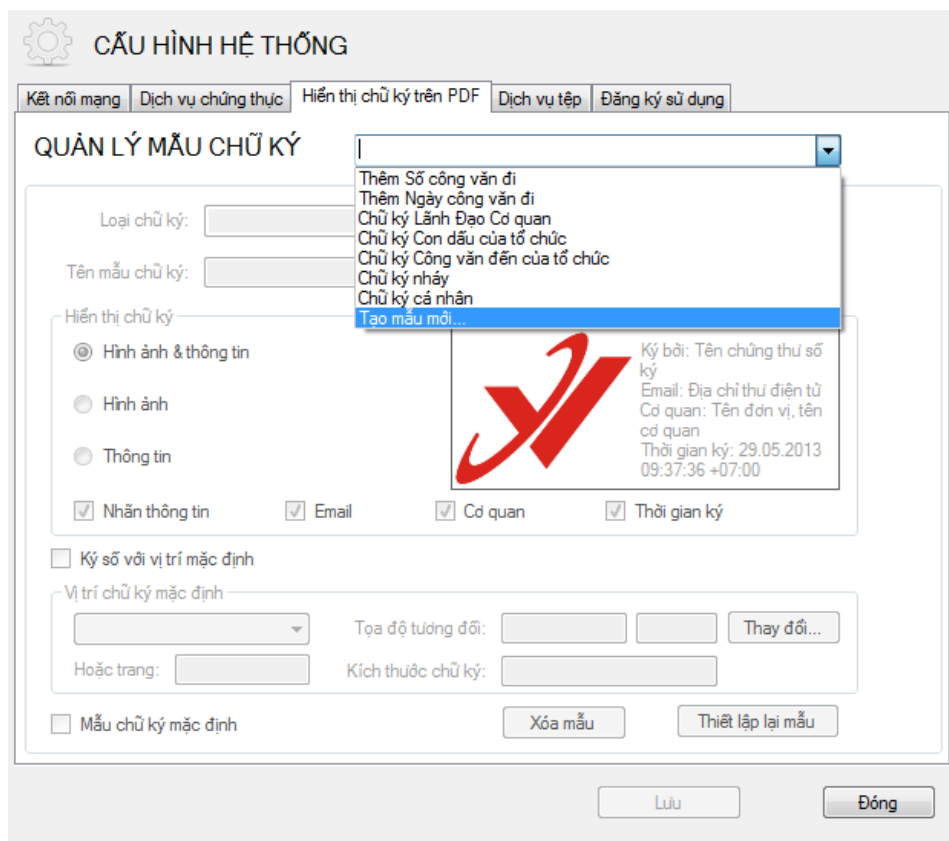 CẤU HÌNH HỆ THỐNG
Kết nối mạng Dịch vụ chứng thực Hiển thị chữ ký trên PDF Dịch vụ tệp Đăng ký sử dụng
QUẢN LÝ MẪU CHỮ KÝ
Thêm Số công văn đi
Thêm Ngày công văn đi
Chữ ký Lãnh Đạo Cơ quan
Chữ ký Con dấu của tổ chức
Chữ ký Công văn đến của tổ chức
Chữ ký nháy
Chữ ký cá nhân
Tạo mẫu mới...
Loại chữ ký:
Tên mẫu chữ ký:
Hiển thị chữ ký
Hình ảnh & thông tin
Hình ảnh
Thông tin
Ký bởi: Tên chứng thư số
ký
Email: Địa chỉ thư điện tử
Cơ quan: Tên đơn vị, tên
cơ quan
Thời gian ký: 29.05.2013
09:37:36 +07:00
Nhãn thông tin Email Cơ quan Thời gian ký
Ký số với vị trí mặc định
Vị trí chữ ký mặc định
Tọa độ tương đối: Thay đổi...
Hoặc trang: Kích thước chữ ký:
Mẫu chữ ký mặc định Xóa mẫu Thiết lập lại mẫu
Lưu Đóng